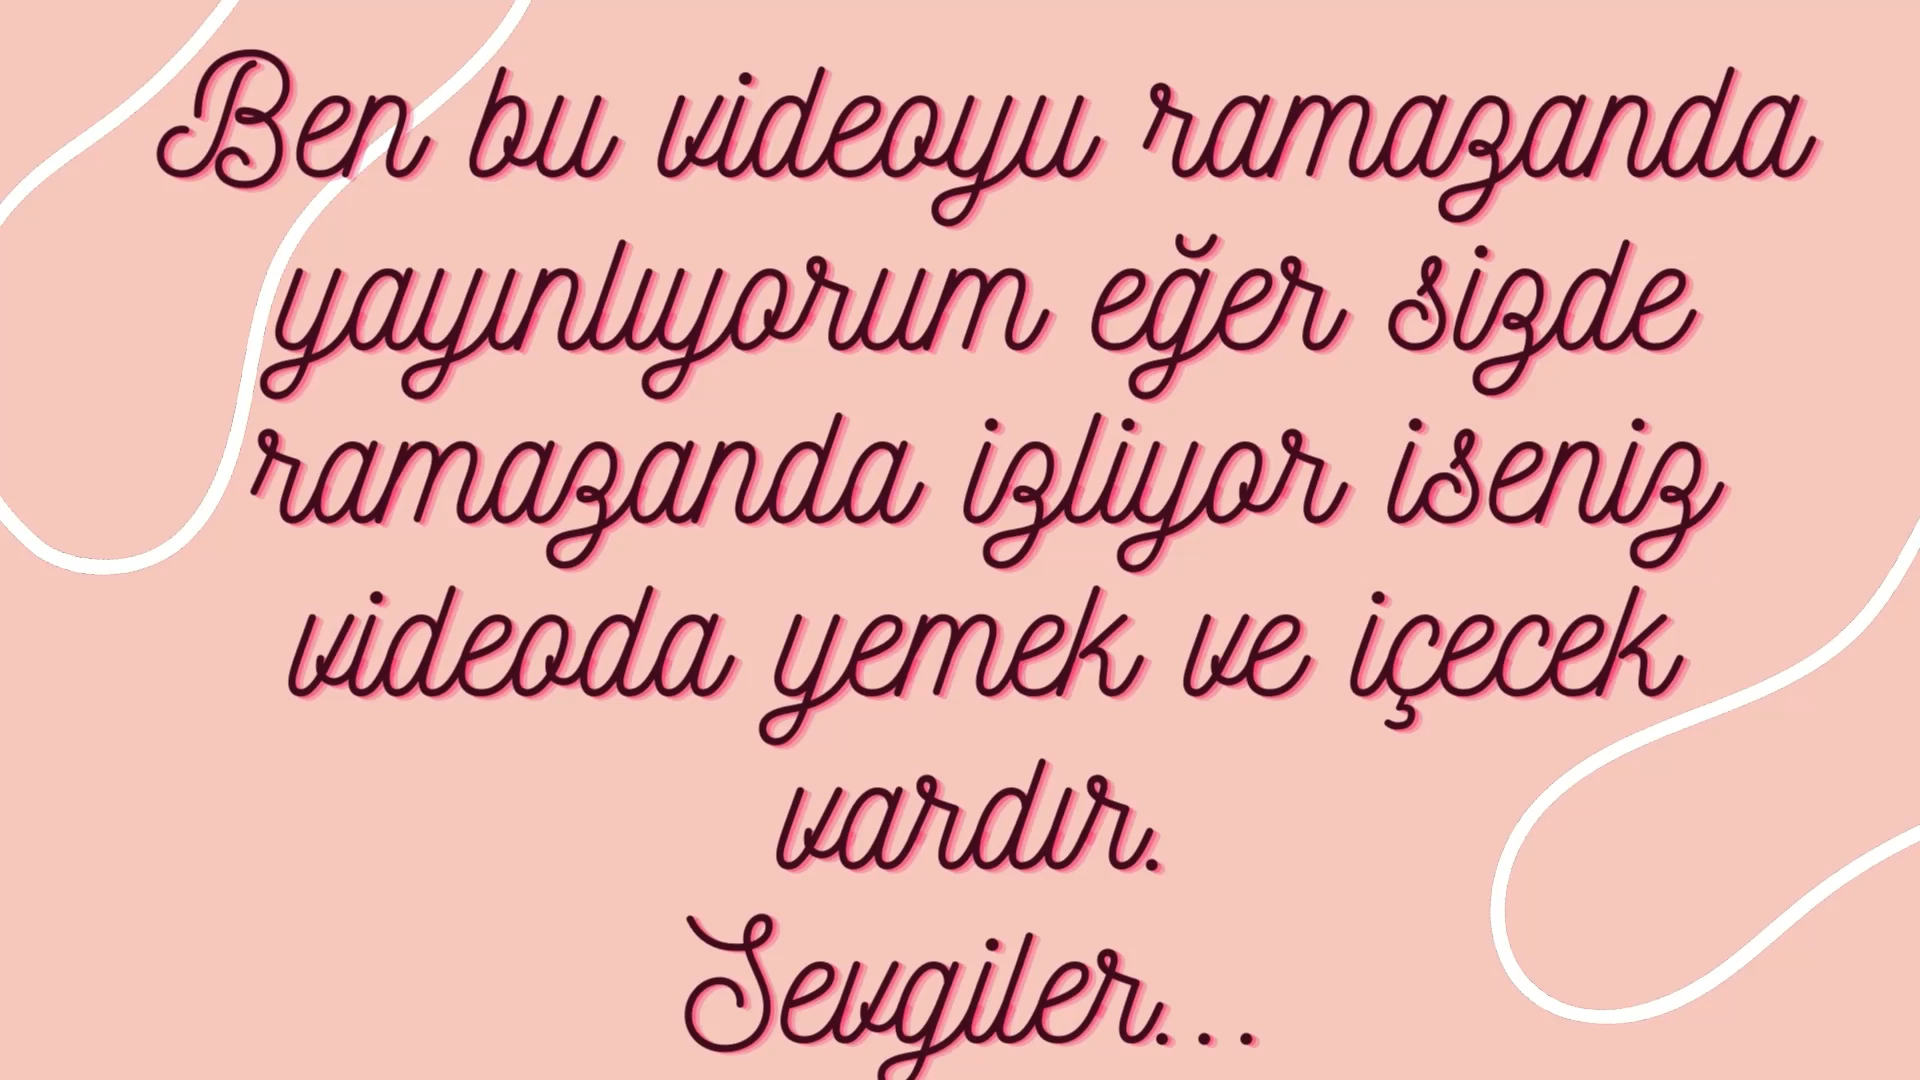 Ben bu videoyu ramazanda
yayınlıyorum eğer sizde
ramazanda izliyor iseniz
videoda yemek ve içecek
vardır.
Sevgiler...